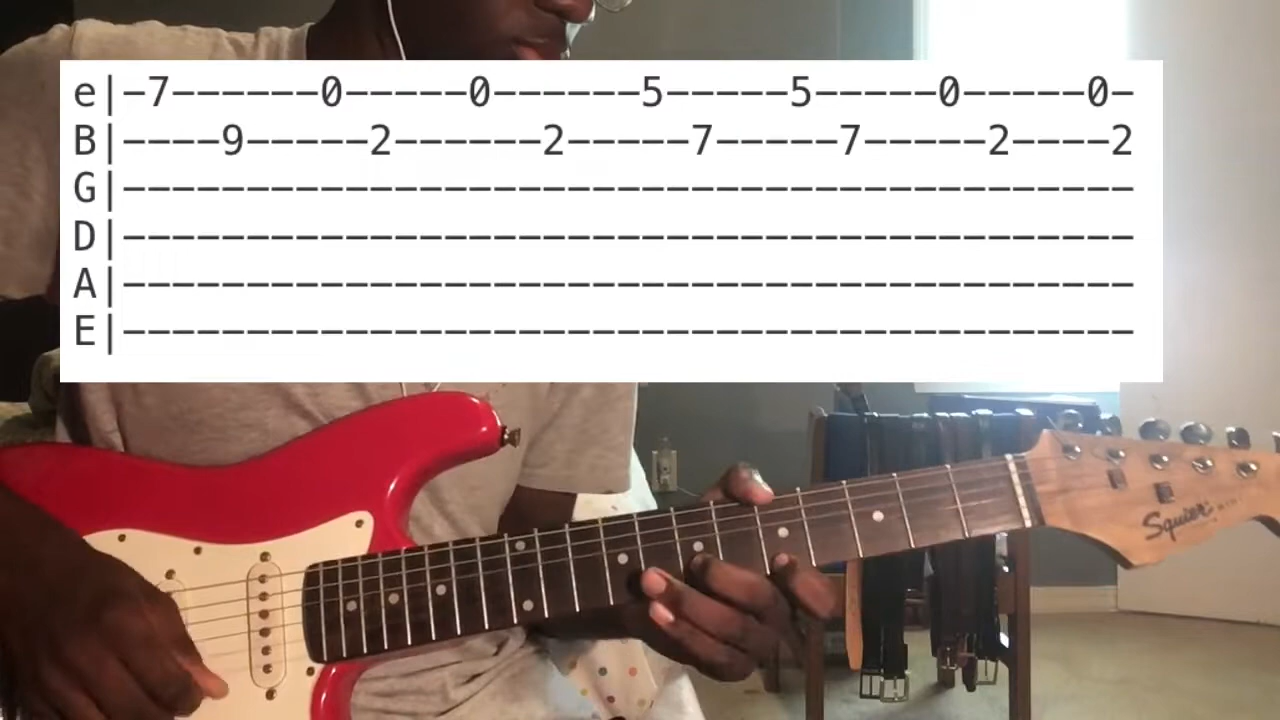 e|-7------0-----0------5-----5-----0-----0-
B|----9-----2------2-----7-----7-----2----2
G|-----------------------------------------
D|-----------------------------------------
A|-----------------------------------------
E|-----------------------------------------
Squier